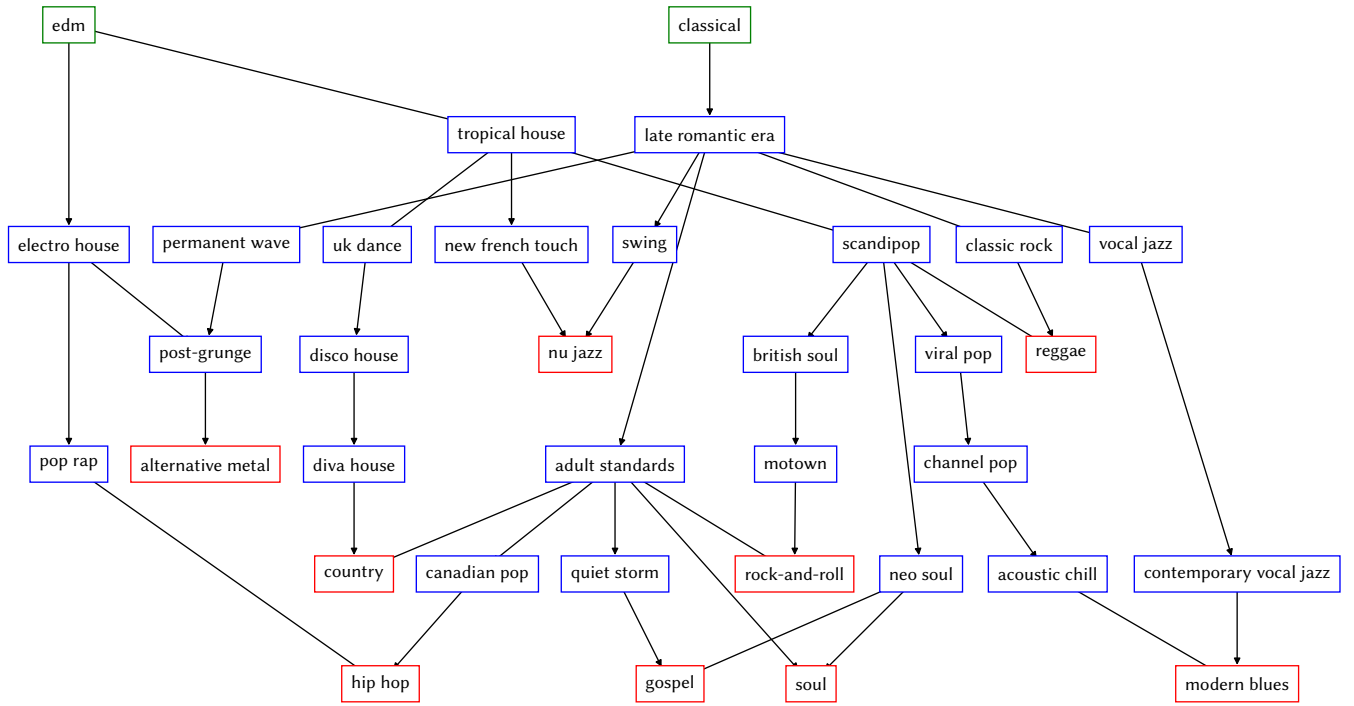 edm
classical
tropical house
late romantic era
electro house
permanent wave
uk dance
new french touch
swing
scandipop
classic rock
vocal jazz
post-grunge
disco house
nu jazz
british soul
viral pop
reggae
pop rap
alternative metal
diva house
adult standards
motown
channel pop
country
canadian pop
quiet storm
rock-and-roll
neo soul
acoustic chill
contemporary vocal jazz
hip hop
gospel
soul
modern blues